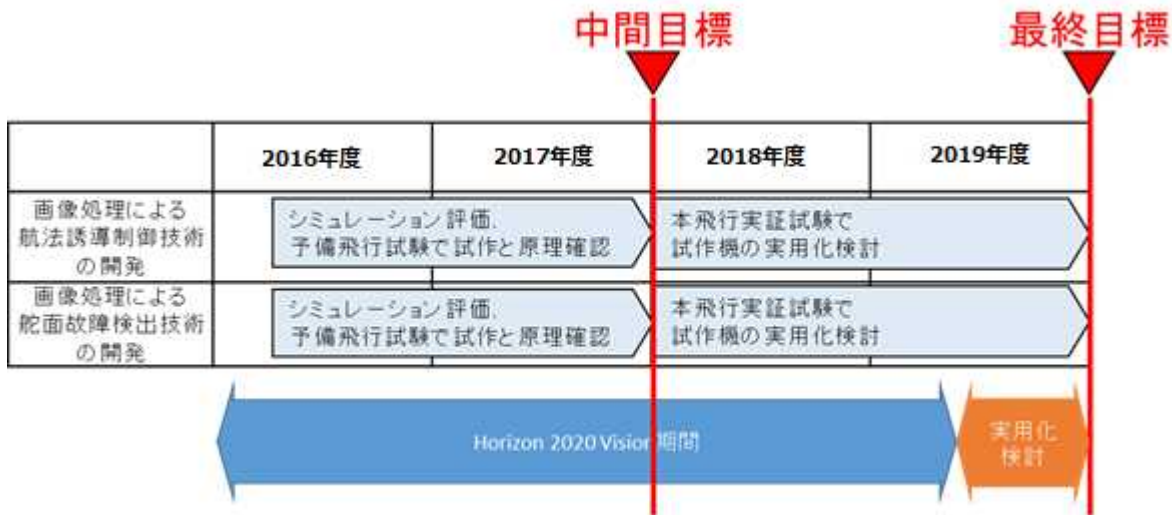 中間目標
最終目標
2016年度
2017年度
2018年度
2019年度
画像処理による
航法誘導制御技術
の開発
シミュレーション評価,
予備飛行試験で試作と原理確認
本飛行実証試験で
試作機の実用化検討
画像処理による
舵面故障検出技術
の開発
シミュレーション評価,
予備飛行試験で試作と原理確認
本飛行実証試験で
試作機の実用化検討
Horizon 2020 Vision期間
実用化
検討